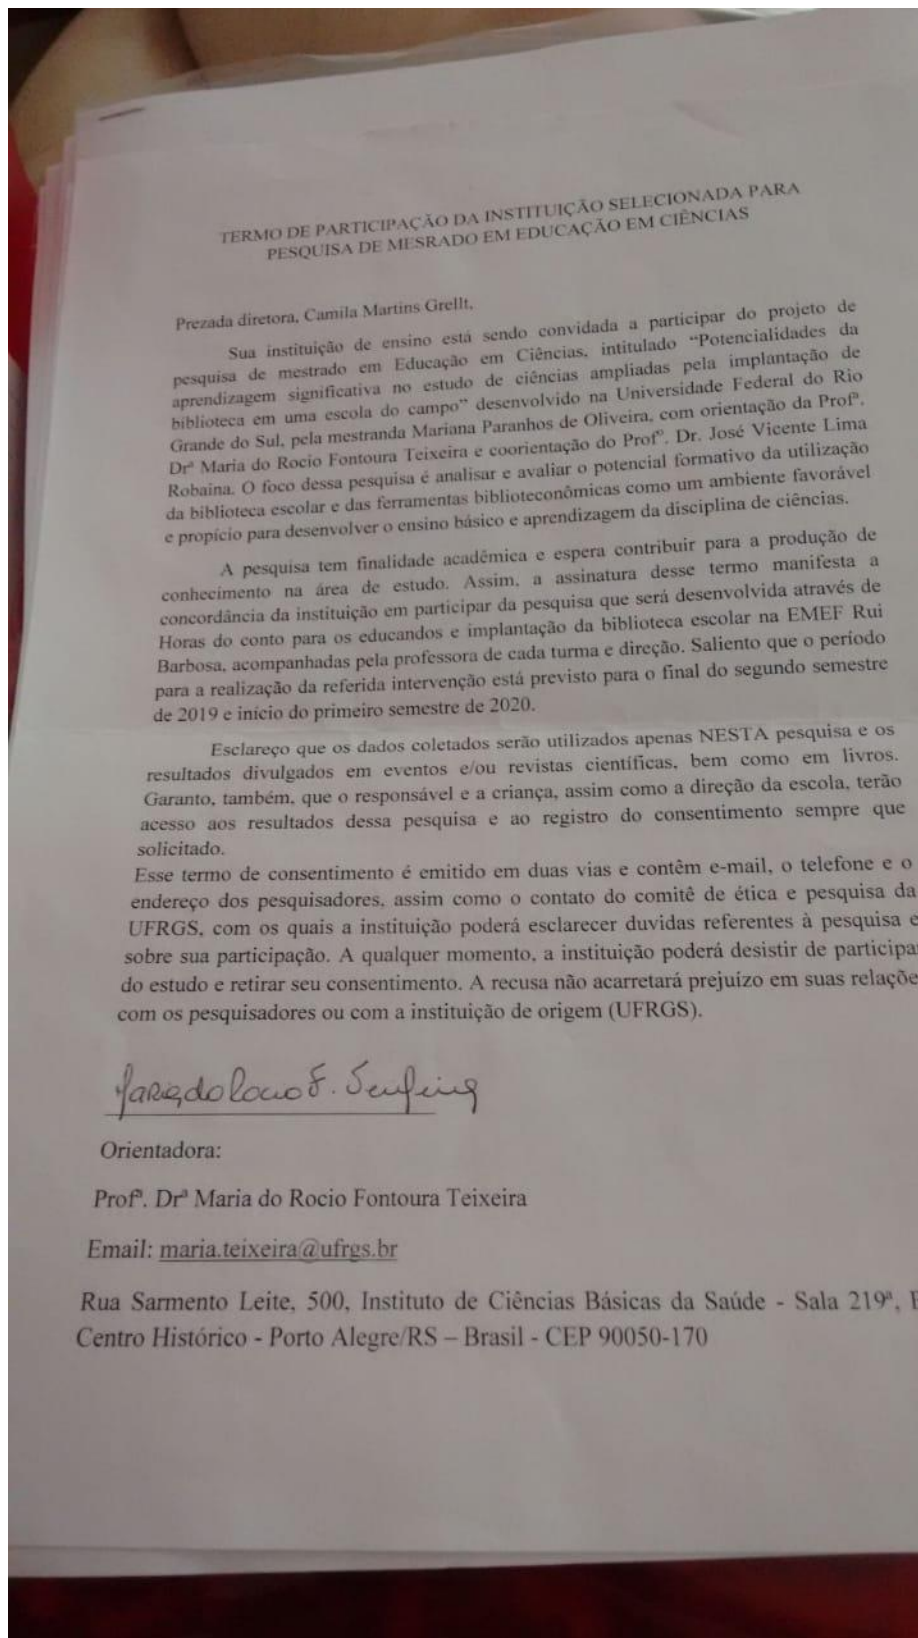 TERMO DE PARTICIPAÇÃO DA INSTITUIÇÃO SELECIONADA PARA
PESQUISA DE MESRADO EM EDUCAÇÃO EM CIÊNCIAS
Prezada diretora, Camila Martins Grellt,
Sua instituição de ensino está sendo convidada a participar do projeto de
pesquisa de mestrado em Educação em Ciências, intitulado “Potencialidades da
aprendizagem significativa no estudo de ciências ampliadas pela implantação de
biblioteca em uma escola do campo” desenvolvido na Universidade Federal do Rio
Grande do Sul, pela mestranda Mariana Paranhos de Oliveira, com orientação da Profª.
Drª Maria do Rocio Fontoura Teixeira e coorientação do Profº. Dr. José Vicente Lima
Robaina. O foco dessa pesquisa é analisar e avaliar o potencial formativo da utilização
da biblioteca escolar e das ferramentas biblioteconômicas como um ambiente favorável
e propício para desenvolver o ensino básico e aprendizagem da disciplina de ciências.
A pesquisa tem finalidade acadêmica e espera contribuir para a produção de
conhecimento na área de estudo. Assim, a assinatura desse termo manifesta a
concordância da instituição em participar da pesquisa que será desenvolvida através de
Horas do conto para os educandos e implantação da biblioteca escolar na EMEF Rui
Barbosa, acompanhadas pela professora de cada turma e direção. Saliento que o período
para a realização da referida intervenção está previsto para o final do segundo semestre
de 2019 e início do primeiro semestre de 2020.
Esclareço que os dados coletados serão utilizados apenas NESTA pesquisa e os
resultados divulgados em eventos e/ou revistas científicas, bem como em livros.
Garanto, também, que o responsável e a criança, assim como a direção da escola, terão
acesso aos resultados dessa pesquisa e ao registro do consentimento sempre que
solicitado.
Esse termo de consentimento é emitido em duas vias e contêm e-mail, o telefone e o
endereço dos pesquisadores, assim como o contato do comitê de ética e pesquisa da
UFRGS, com os quais a instituição poderá esclarecer duvidas referentes à pesquisa e
sobre sua participação. A qualquer momento, a instituição poderá desistir de participa
do estudo e retirar seu consentimento. A recusa não acarretará prejuízo em suas relaçõe
com os pesquisadores ou com a instituição de origem (UFRGS).
Orientadora:
Profª. Drª Maria do Rocio Fontoura Teixeira
Email: maria.teixeira@ufrgs.br
Rua Sarmento Leite, 500, Instituto de Ciências Básicas da Saúde - Sala 219ª,
Centro Histórico - Porto Alegre/RS – Brasil - CEP 90050-170